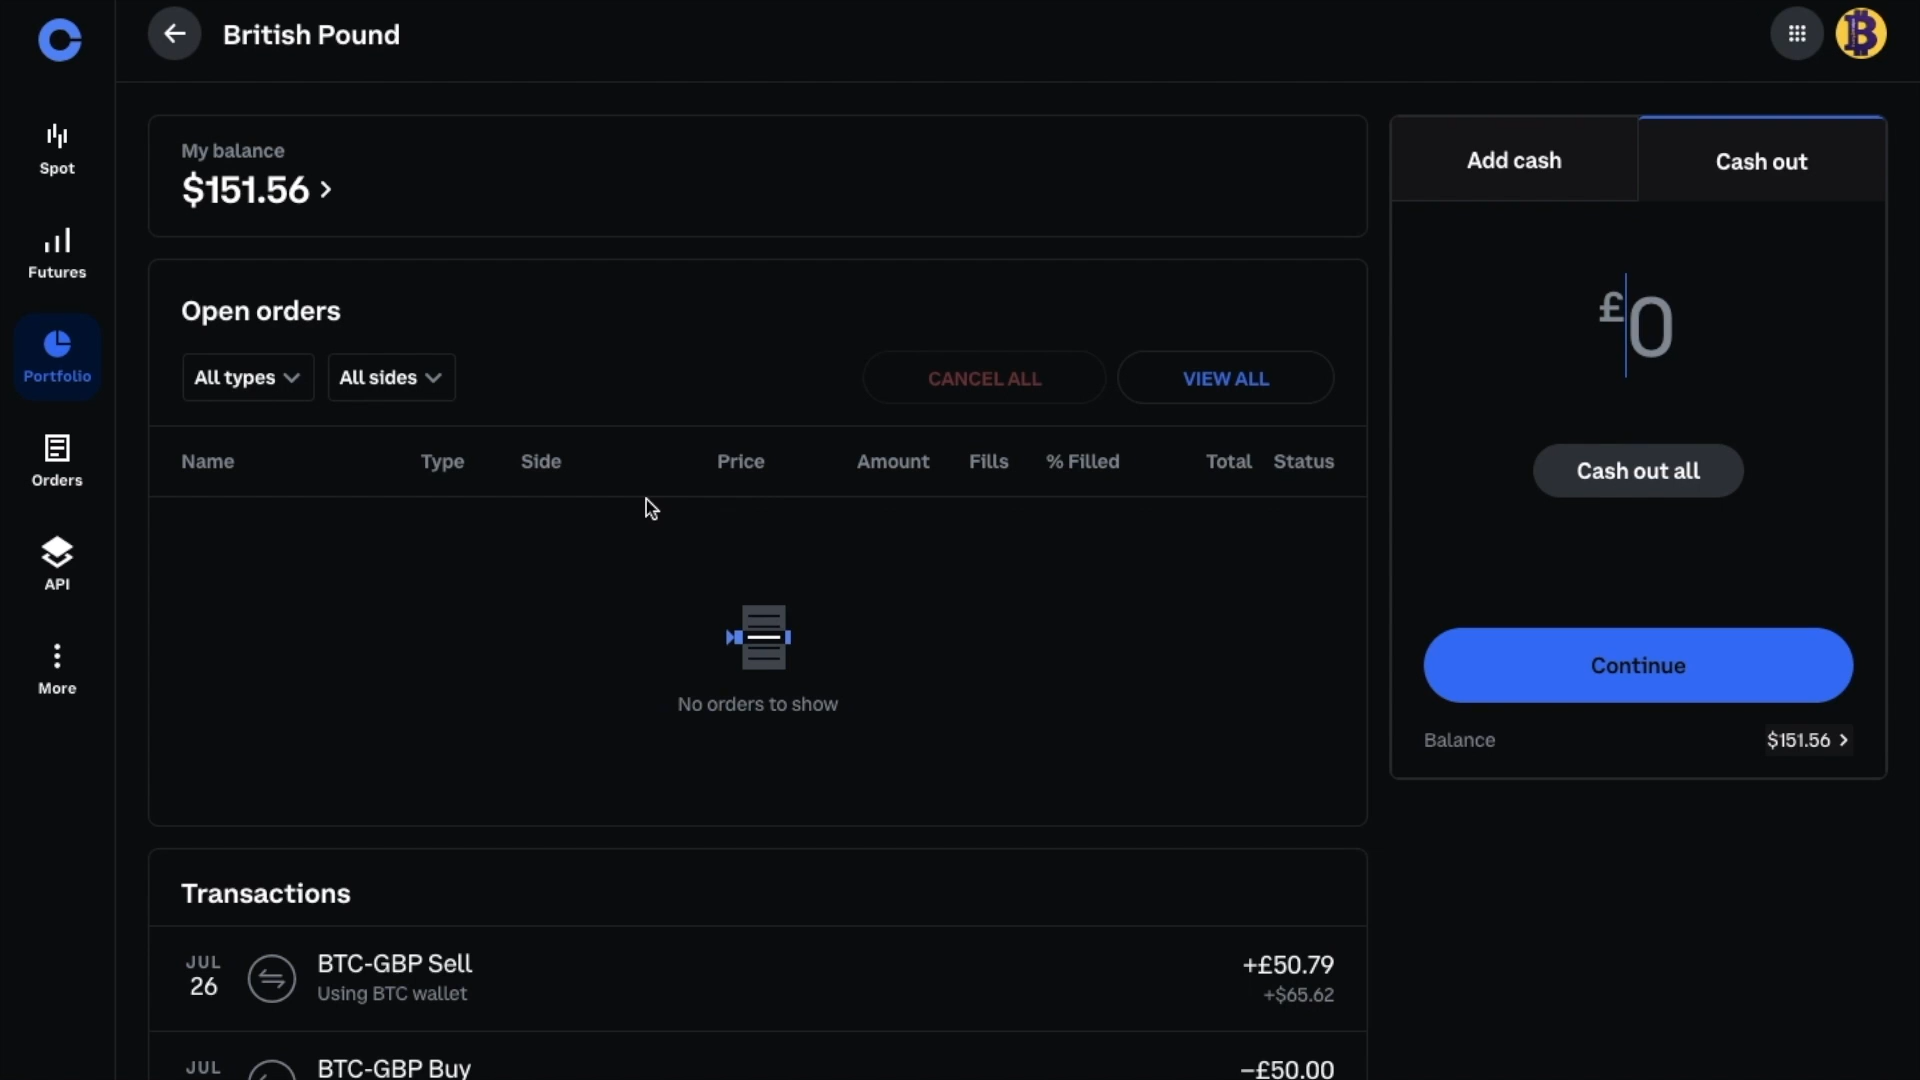 British Pound
Spot
Futures
Portfolio
Orders
API
More
My balance
$151.56 >
Open orders
All types
All sides
CANCEL ALL
VIEW ALL
Name Type Side Price Amount Fills % Filled Total Status
No orders to show
Transactions
JUL
26
BTC-GBP Sell
Using BTC wallet
+£50.79
+$65.62
JUL
BTC-GBP Buy
−£50.00
Add cash
Cash out
£0
Cash out all
Continue
Balance
$151.56 >